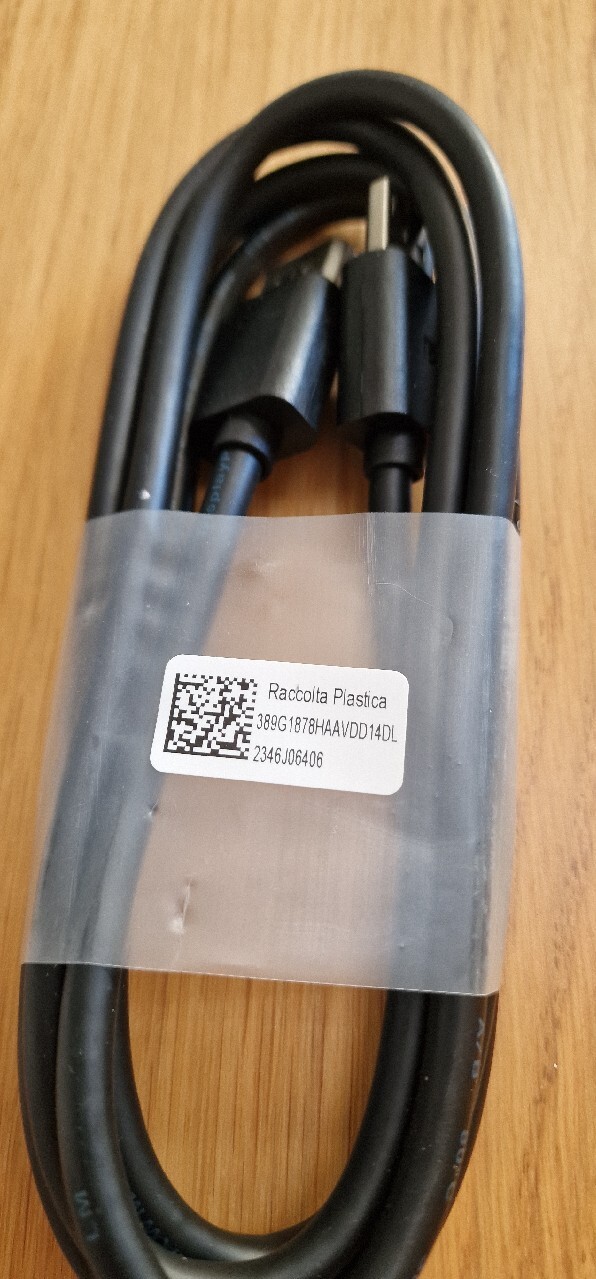 Raccolta Plastica
389G1878HAAVDD14DL
2346J06406